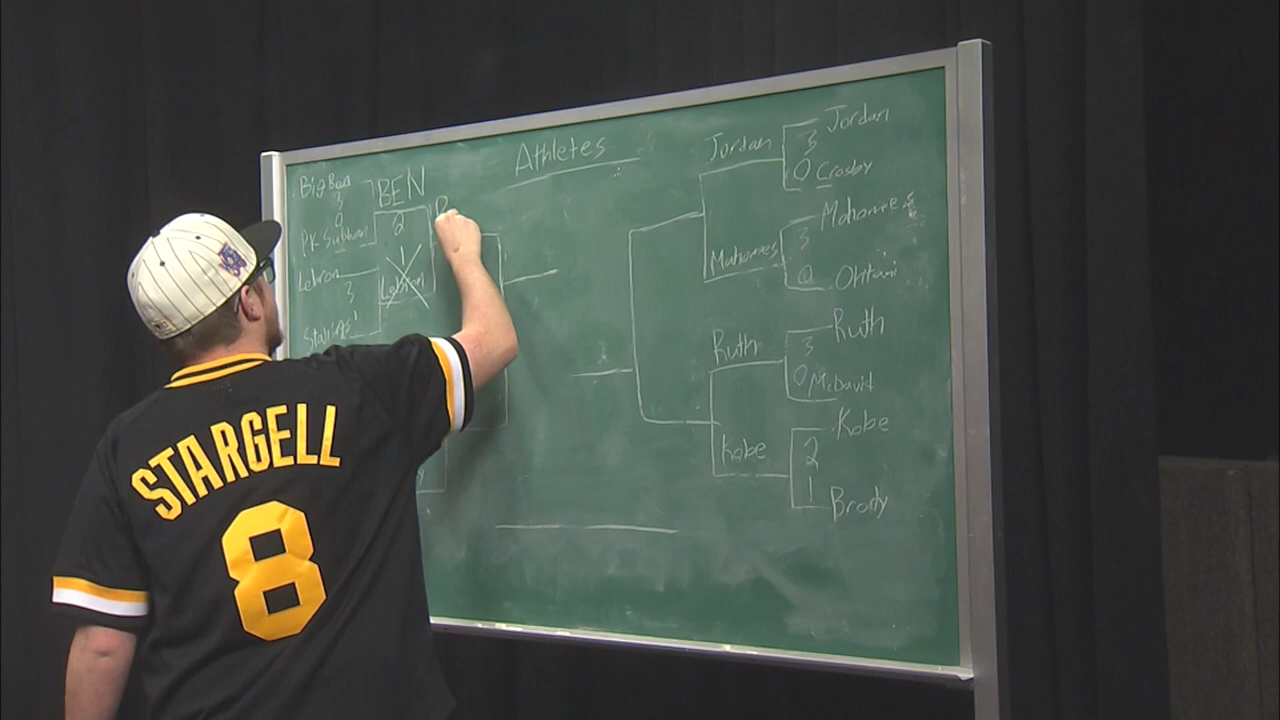 Athletes
Big Ben
3
0
PK Subban
Lebron
3
1
BEN
2
1
Lebron
B
Jordan
Mahomes
Ruth
Kobe
Jordan
3
0 Crosby
Mahomes
3
0 Ohtani
Ruth
3
0 McDavid
Kobe
2
1 Brody
STARGELL
8